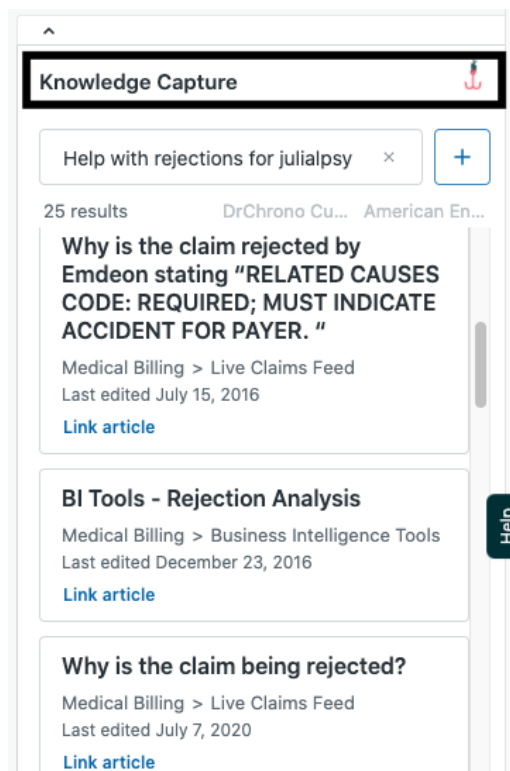 Knowledge Capture
Help with rejections for julialpsy ×
+
25 results DrChrono Cu... American En...
Why is the claim rejected by
Emdeon stating “RELATED CAUSES
CODE: REQUIRED; MUST INDICATE
ACCIDENT FOR PAYER. “
Medical Billing > Live Claims Feed
Last edited July 15, 2016
Link article
BI Tools - Rejection Analysis
Medical Billing > Business Intelligence Tools
Last edited December 23, 2016
Link article
Why is the claim being rejected?
Medical Billing > Live Claims Feed
Last edited July 7, 2020
Link article
Help